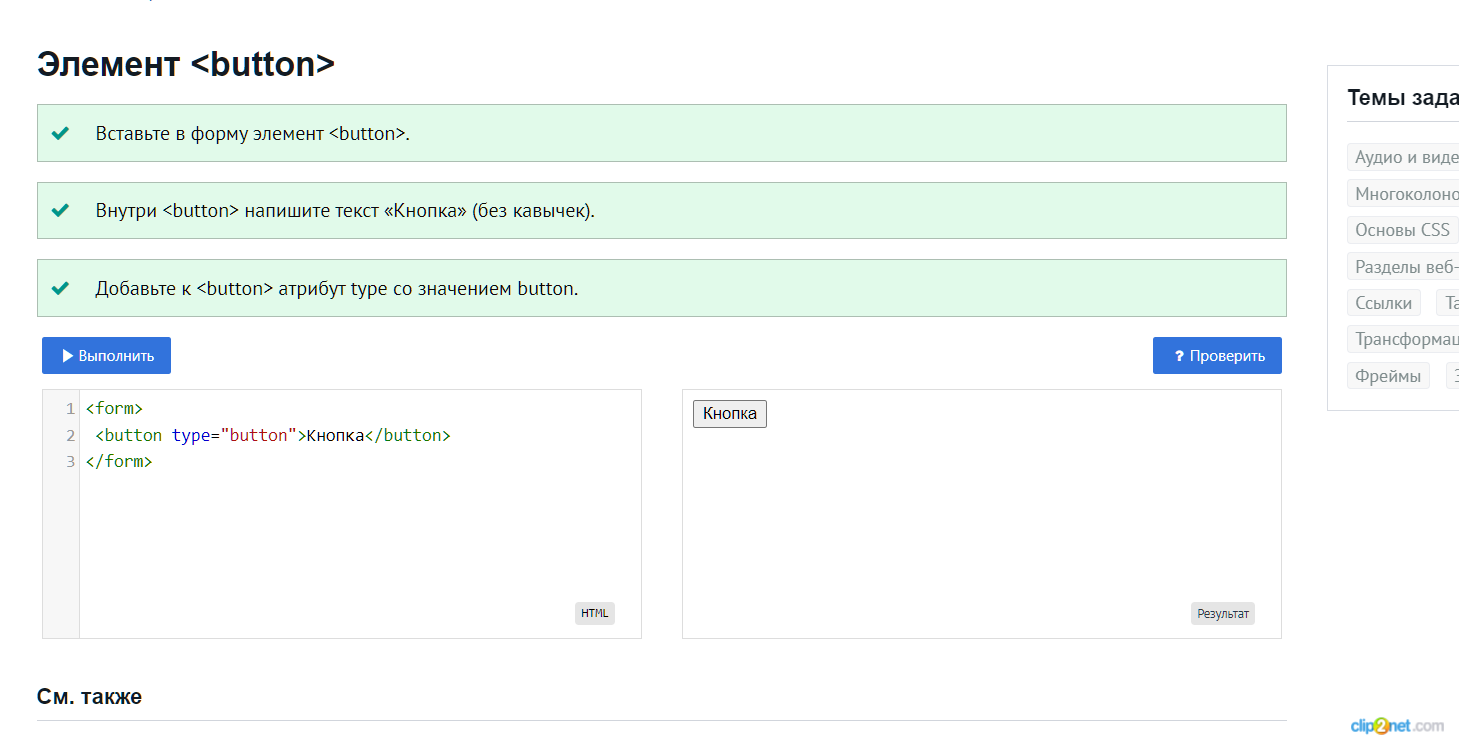 Элемент <button>
Темы зада
Вставьте в форму элемент <button>.
Аудио и виде
Внутри <button> напишите текст «Кнопка» (без кавычек).
Многоколоно
Основы CSS
Разделы веб-
Добавьте к <button> атрибут type со значением button.
Ссылки
Та
Трансформац
Фреймы
Выполнить
? Проверить
1 <form>
2 <button type="button">Кнопка</button>
3 </form>
HTML
Кнопка
Результат
См. также
clip2net.com